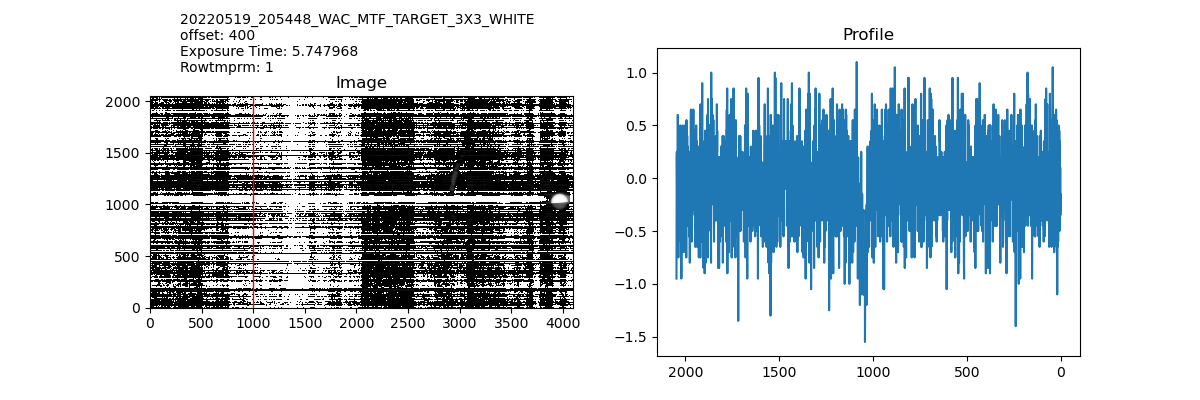 20220519_205448_WAC_MTF_TARGET_3X3_WHITE
offset: 400
Exposure Time: 5.747968
Rowtmprm: 1
Image
2000
1500
1000
500
0
0 500 1000 1500 2000 2500 3000 3500 4000
Profile
1.0
0.5
0.0
−0.5
−1.0
−1.5
2000 1500 1000 500 0